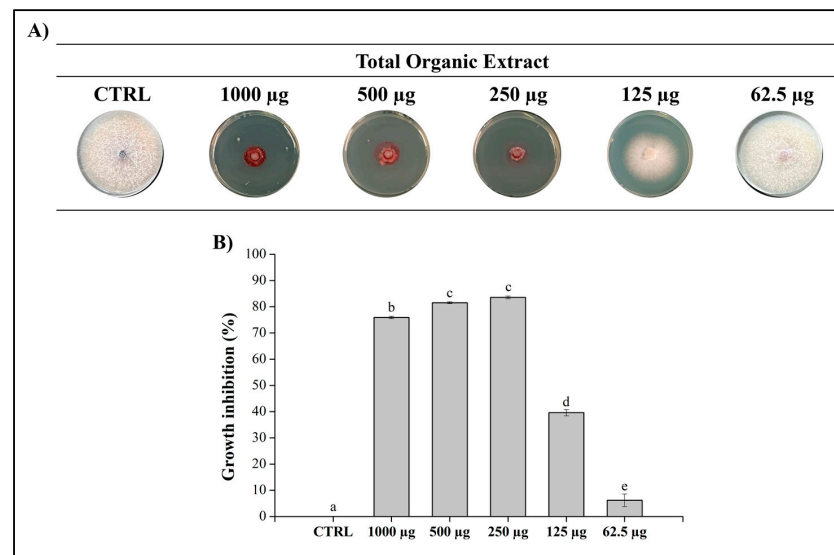 A)
Total Organic Extract
CTRL 1000 µg 500 µg 250 µg 125 µg 62.5 µg
B)
Growth inhibition (%)
100
90
80
70
60
50
40
30
20
10
0
a
b
c
c
d
e
CTRL 1000 µg 500 µg 250 µg 125 µg 62.5 µg